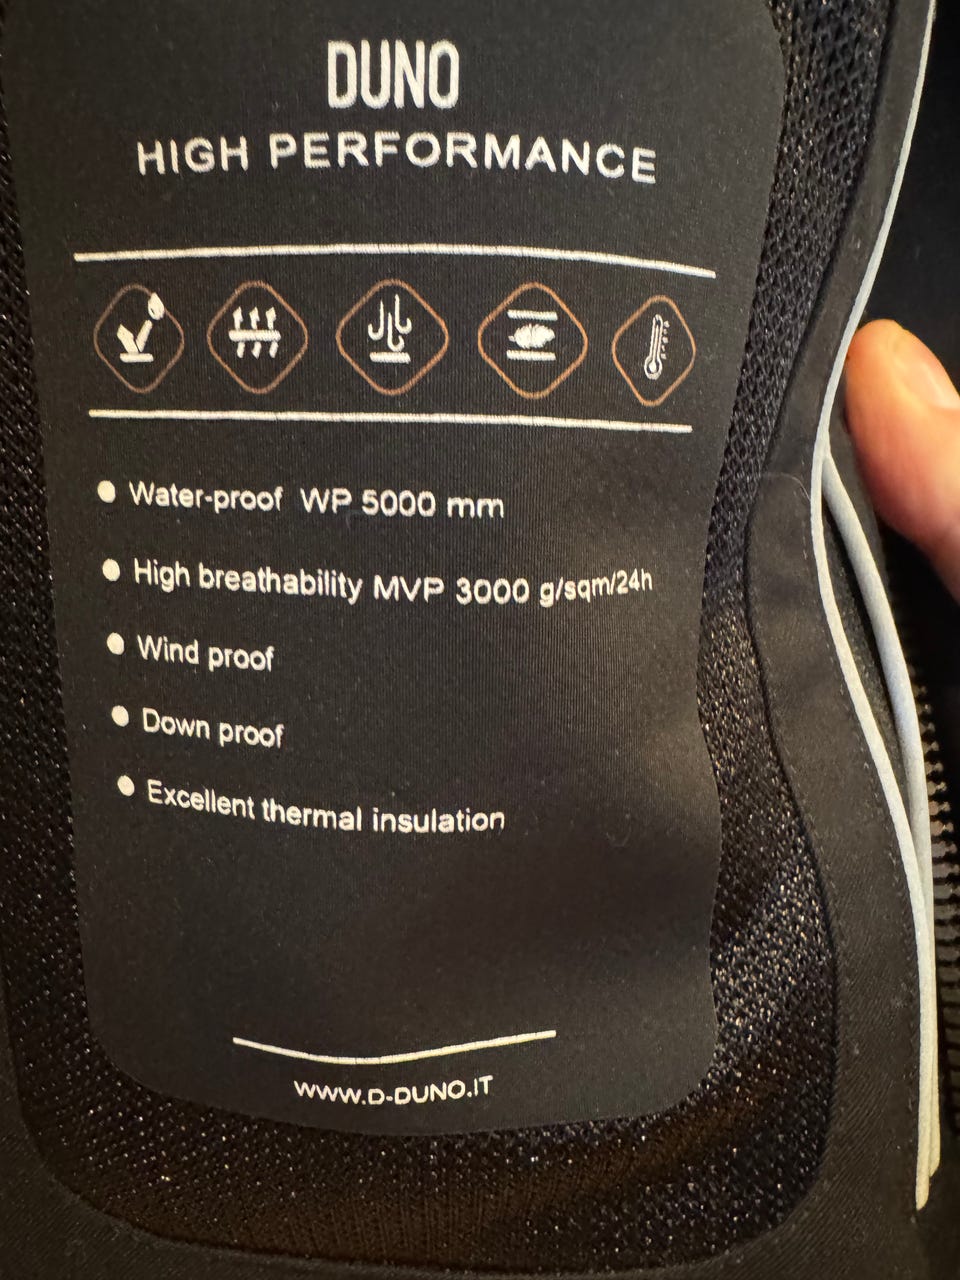 DUNO
HIGH PERFORMANCE
Water-proof WP 5000 mm
High breathability MVP 3000 g/sqm/24h
Wind proof
Down proof
Excellent thermal insulation
WWW.D-DUNO.IT